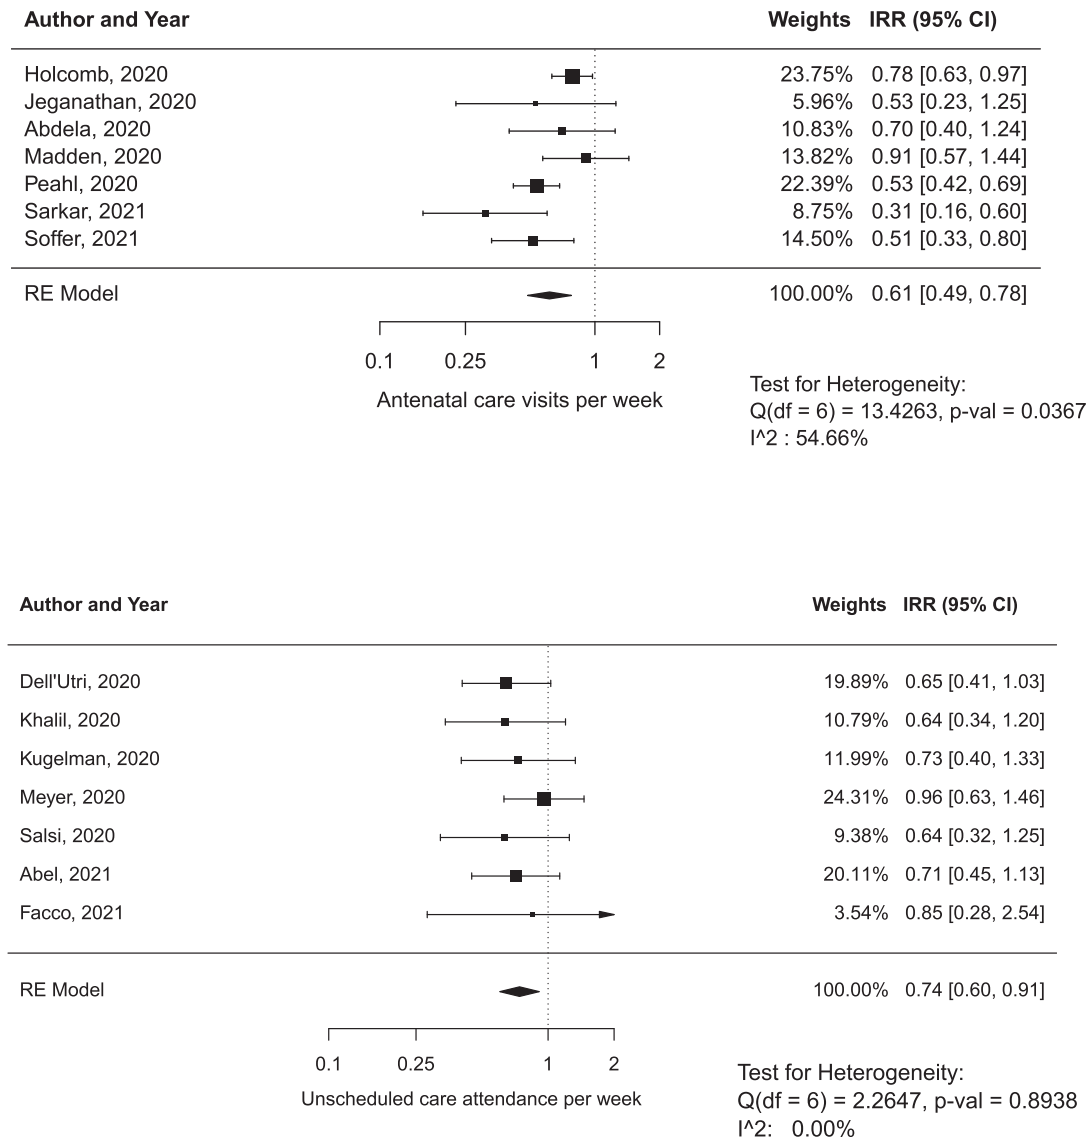 Author and Year Weights IRR (95% CI)
Holcomb, 2020 23.75% 0.78 [0.63, 0.97]
Jeganathan, 2020 5.96% 0.53 [0.23, 1.25]
Abdela, 2020 10.83% 0.70 [0.40, 1.24]
Madden, 2020 13.82% 0.91 [0.57, 1.44]
Peahl, 2020 22.39% 0.53 [0.42, 0.69]
Sarkar, 2021 8.75% 0.31 [0.16, 0.60]
Soffer, 2021 14.50% 0.51 [0.33, 0.80]
RE Model 100.00% 0.61 [0.49, 0.78]
0.1 0.25 1 2
Antenatal care visits per week
Test for Heterogeneity:
Q(df = 6) = 13.4263, p-val = 0.0367
I^2 : 54.66%
Author and Year Weights IRR (95% CI)
Dell'Utri, 2020 19.89% 0.65 [0.41, 1.03]
Khalil, 2020 10.79% 0.64 [0.34, 1.20]
Kugelman, 2020 11.99% 0.73 [0.40, 1.33]
Meyer, 2020 24.31% 0.96 [0.63, 1.46]
Salsi, 2020 9.38% 0.64 [0.32, 1.25]
Abel, 2021 20.11% 0.71 [0.45, 1.13]
Facco, 2021 3.54% 0.85 [0.28, 2.54]
RE Model 100.00% 0.74 [0.60, 0.91]
0.1 0.25 1 2
Unscheduled care attendance per week
Test for Heterogeneity:
Q(df = 6) = 2.2647, p-val = 0.8938
I^2: 0.00%